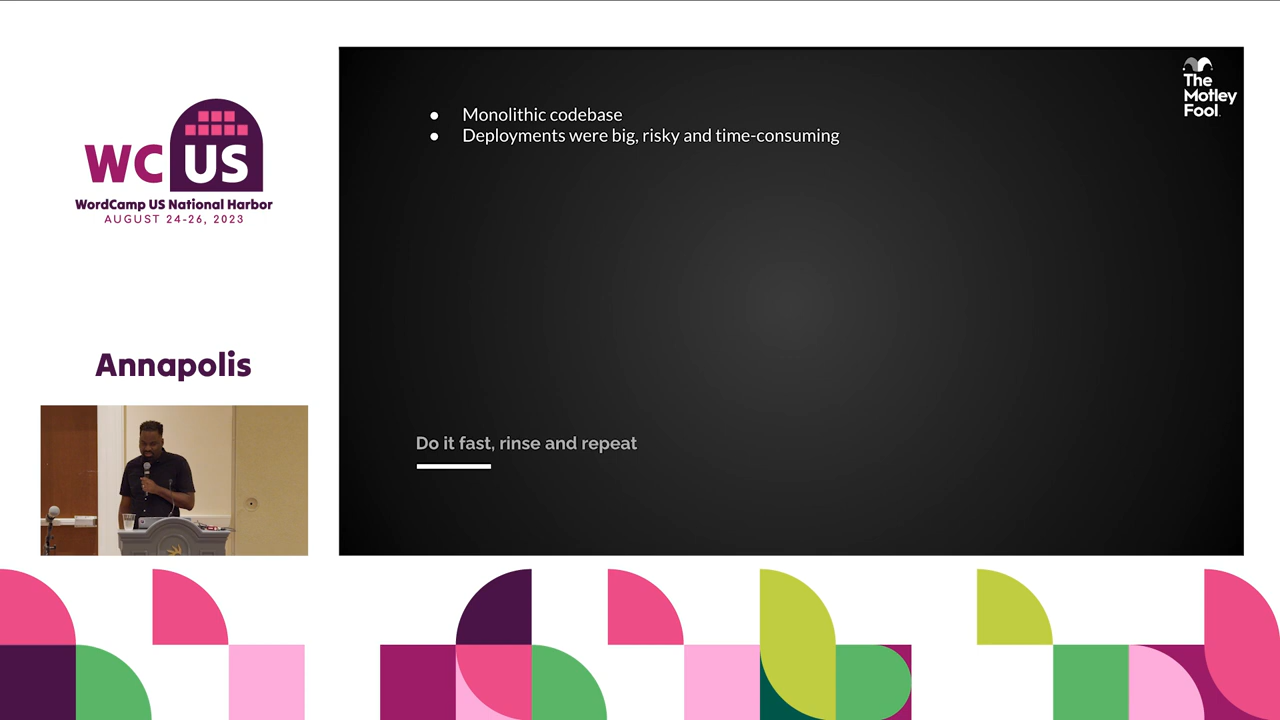 WC US
WordCamp US National Harbor
AUGUST 24-26, 2023
Annapolis
The
Motley
Fool.
● Monolithic codebase
● Deployments were big, risky and time-consuming
Do it fast, rinse and repeat